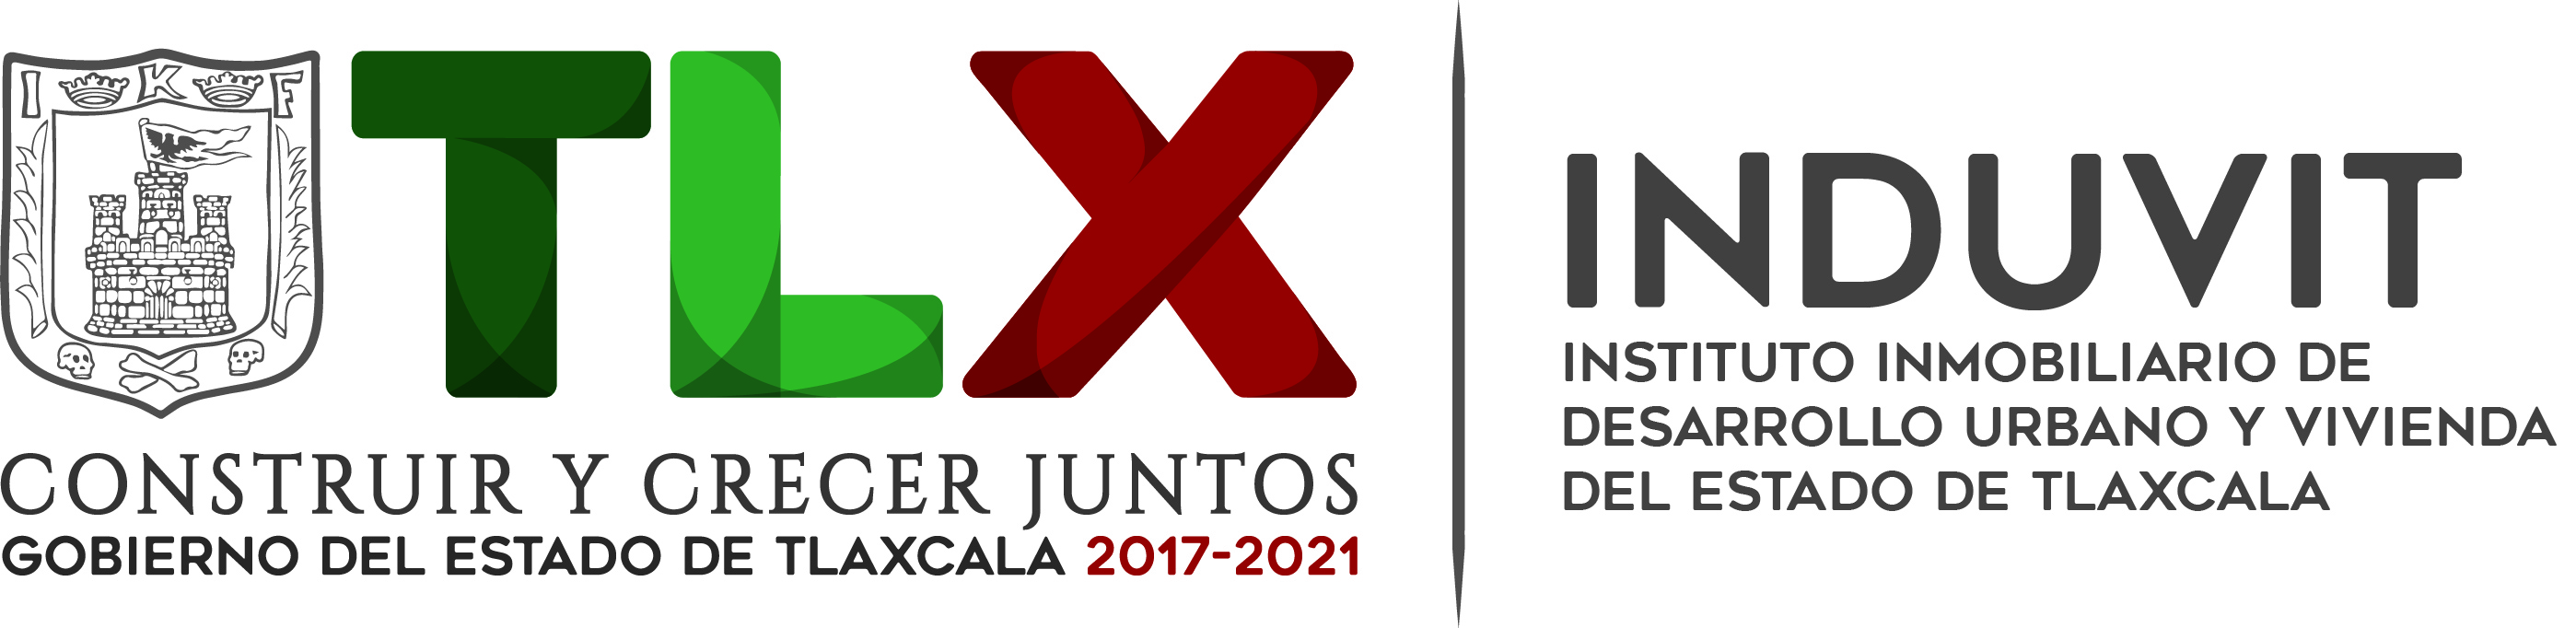 I K F
TLX
CONSTRUIR Y CRECER JUNTOS
GOBIERNO DEL ESTADO DE TLAXCALA 2017-2021
INDUVIT
INSTITUTO INMOBILIARIO DE
DESARROLLO URBANO Y VIVIENDA
DEL ESTADO DE TLAXCALA